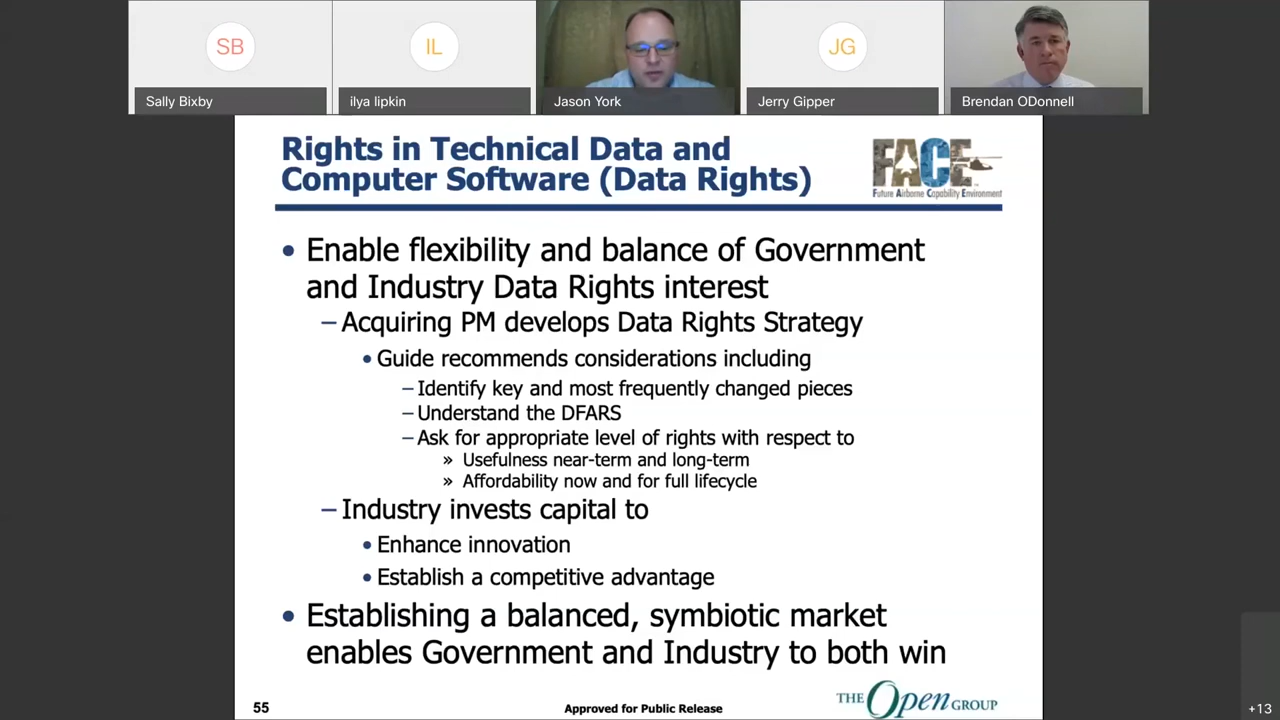 SB
IL
JG
Sally Bixby
ilya lipkin
Jason York
Jerry Gipper
Brendan ODonnell
Rights in Technical Data and
Computer Software (Data Rights)
FACE
Future Airborne Capability Environment
• Enable flexibility and balance of Government
and Industry Data Rights interest
– Acquiring PM develops Data Rights Strategy
• Guide recommends considerations including
– Identify key and most frequently changed pieces
– Understand the DFARS
– Ask for appropriate level of rights with respect to
» Usefulness near-term and long-term
» Affordability now and for full lifecycle
– Industry invests capital to
• Enhance innovation
• Establish a competitive advantage
• Establishing a balanced, symbiotic market
enables Government and Industry to both win
55
Approved for Public Release
THE Open GROUP
+13